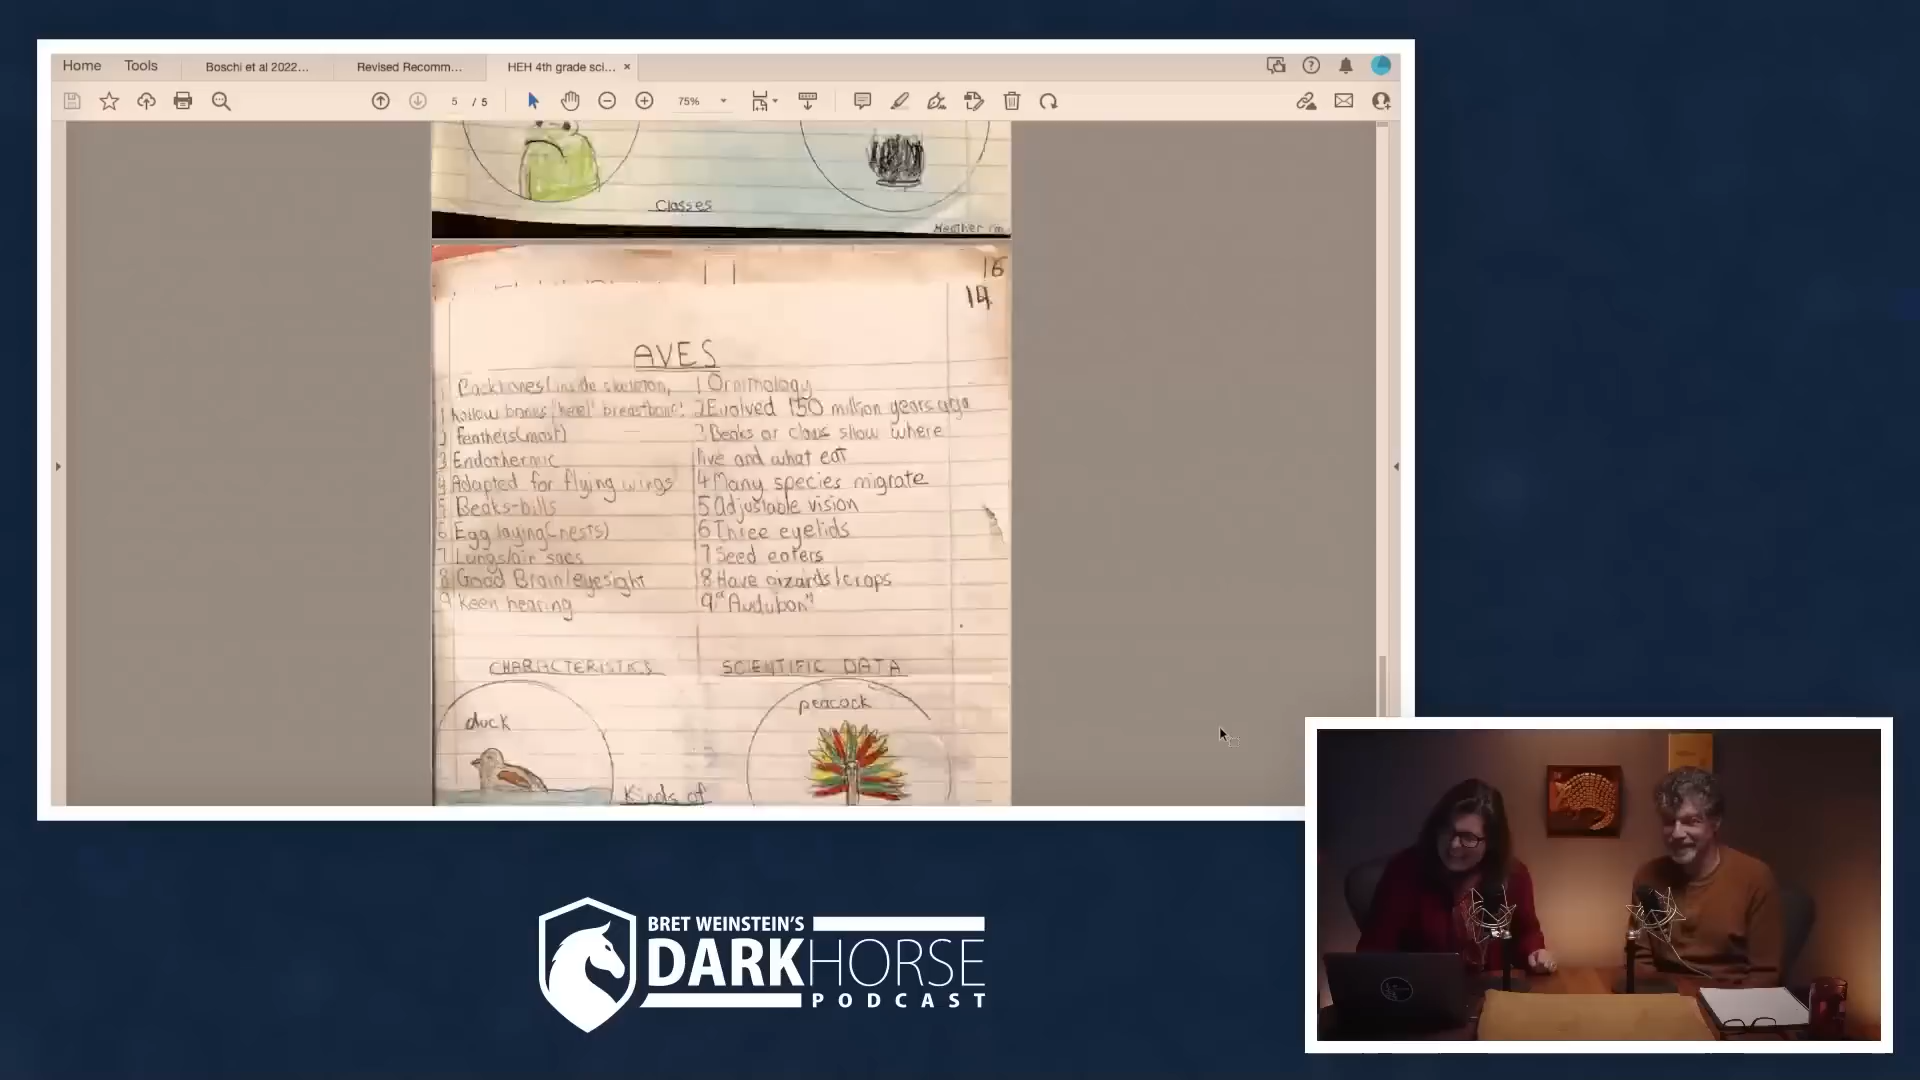 Home Tools Boschi et al 2022... Revised Recomm... HEH 4th grade sci... ×
5 / 5 75%
Classes
Heather
16
14
AVES
1 Backbones/inside skeleton,
hollow bones/"keel" breastbone!
2 feathers(most)
3 Endothermic
4 Adapted for flying wings
5 Beaks-bills
6 Egg laying(nests)
7 Lungs/air sacs
8 Good Brain/eyesight
9 Keen hearing
1 Ornithology
2 Evolved 150 million years ago
3 Beaks or claws show where
live and what eat
4 Many species migrate
5 adjustable vision
6 Three eyelids
7 Seed eaters
8 Have gizards/crops
9 "Audubon"
CHARACTERISTICS SCIENTIFIC DATA
duck
peacock
Kinds of
BRET WEINSTEIN'S
DARKHORSE
PODCAST